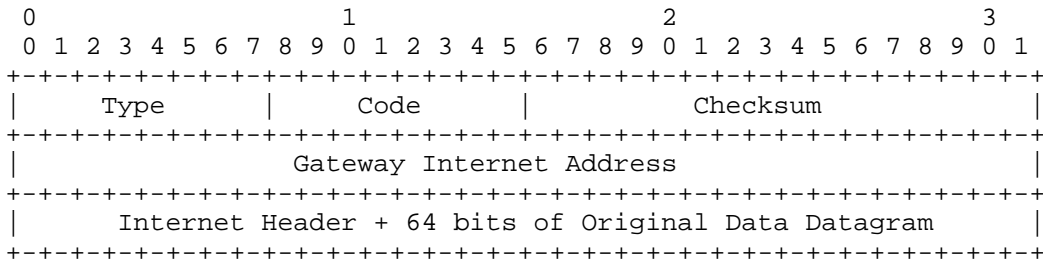 0                   1                   2                   3
 0 1 2 3 4 5 6 7 8 9 0 1 2 3 4 5 6 7 8 9 0 1 2 3 4 5 6 7 8 9 0 1
+-+-+-+-+-+-+-+-+-+-+-+-+-+-+-+-+-+-+-+-+-+-+-+-+-+-+-+-+-+-+-+-+
|     Type      |     Code      |          Checksum             |
+-+-+-+-+-+-+-+-+-+-+-+-+-+-+-+-+-+-+-+-+-+-+-+-+-+-+-+-+-+-+-+-+
|                 Gateway Internet Address                      |
+-+-+-+-+-+-+-+-+-+-+-+-+-+-+-+-+-+-+-+-+-+-+-+-+-+-+-+-+-+-+-+-+
|      Internet Header + 64 bits of Original Data Datagram      |
+-+-+-+-+-+-+-+-+-+-+-+-+-+-+-+-+-+-+-+-+-+-+-+-+-+-+-+-+-+-+-+-+